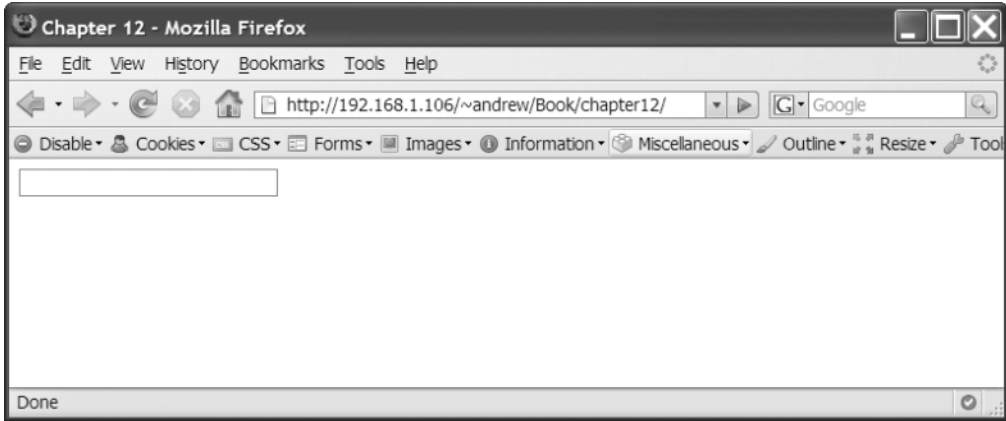 Chapter 12 - Mozilla Firefox
File Edit View History Bookmarks Tools Help
http://192.168.1.106/~andrew/Book/chapter12/ G Google
Disable Cookies CSS Forms Images Information Miscellaneous Outline Resize Tool
Done